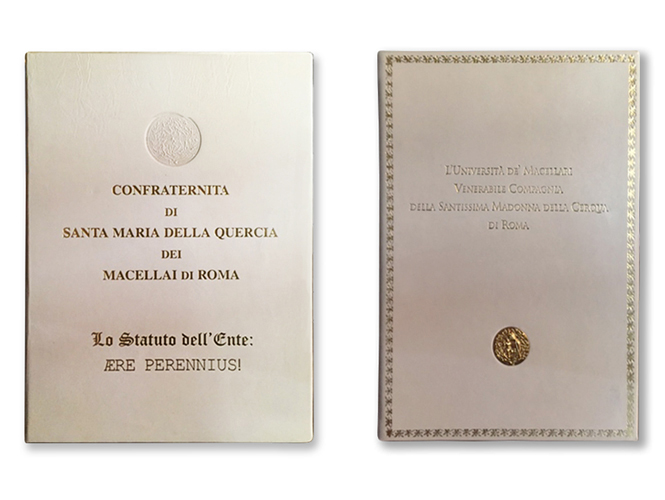 CONFRATERNITA
DI
SANTA MARIA DELLA QUERCIA
DEI
MACELLAI DI ROMA
Lo Statuto dell'Ente:
ÆRE PERENNIUS!
L'UNIVERSITÀ DE' MACELLARI
VENERABILE COMPAGNIA
DELLA SANTISSIMA MADONNA DELLA
DI ROMA